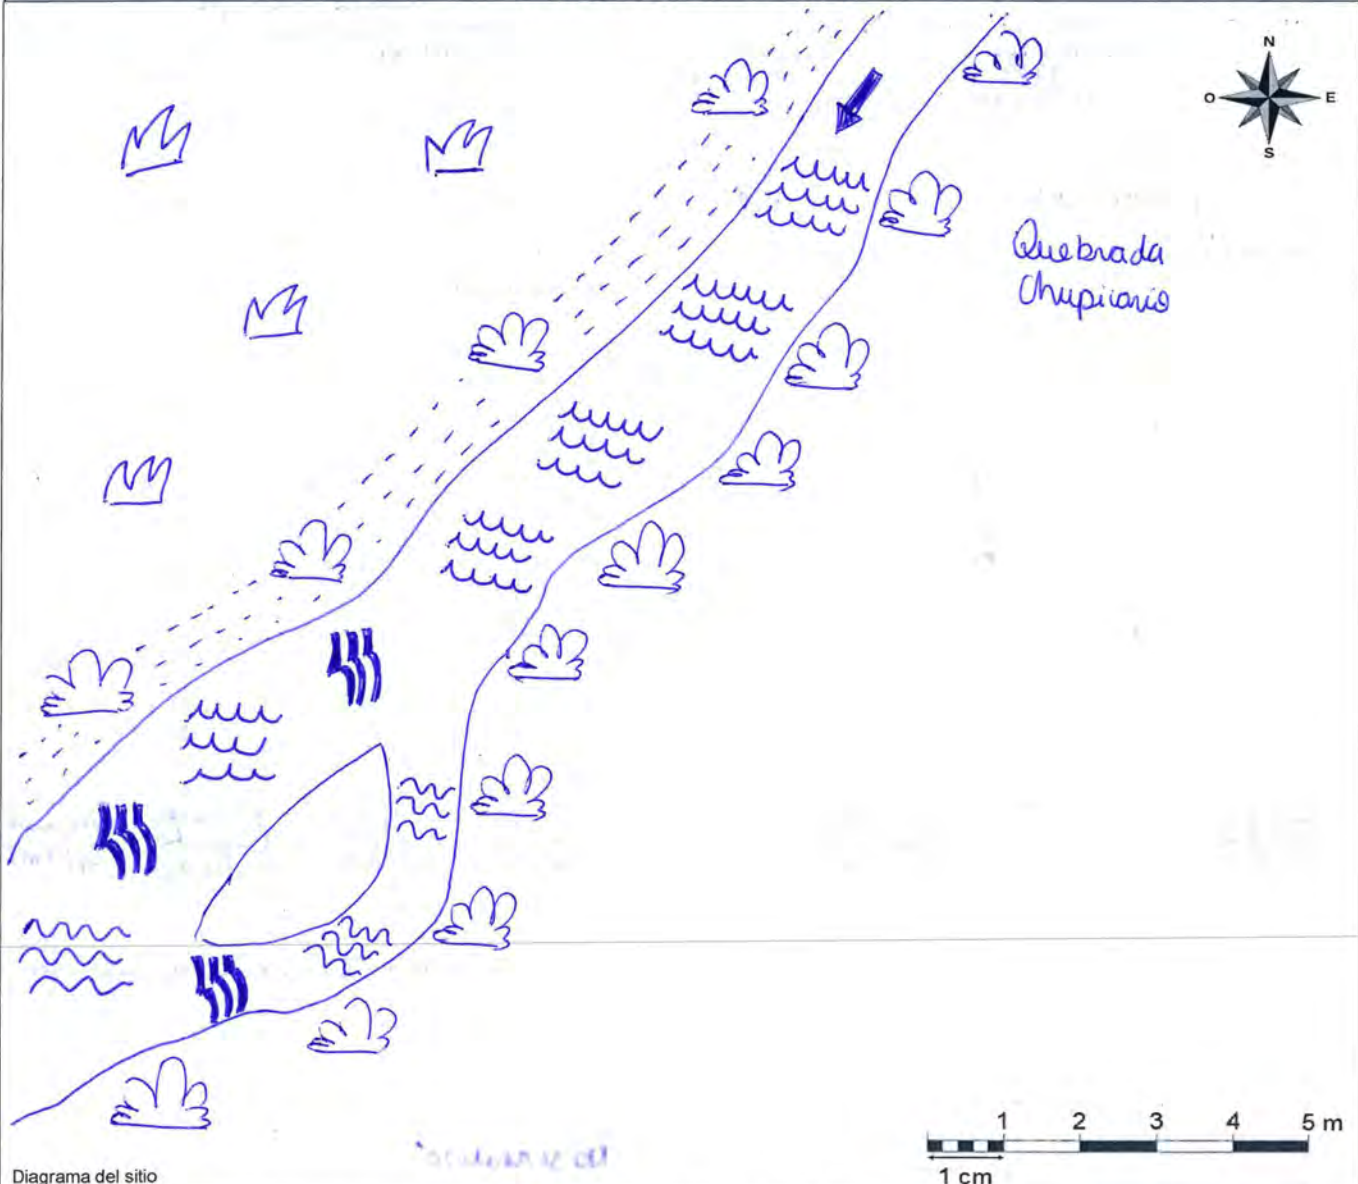 N
O E
S
Quebrada
Chupicario
1 2 3 4 5 m
1 cm
Diagrama del sitio